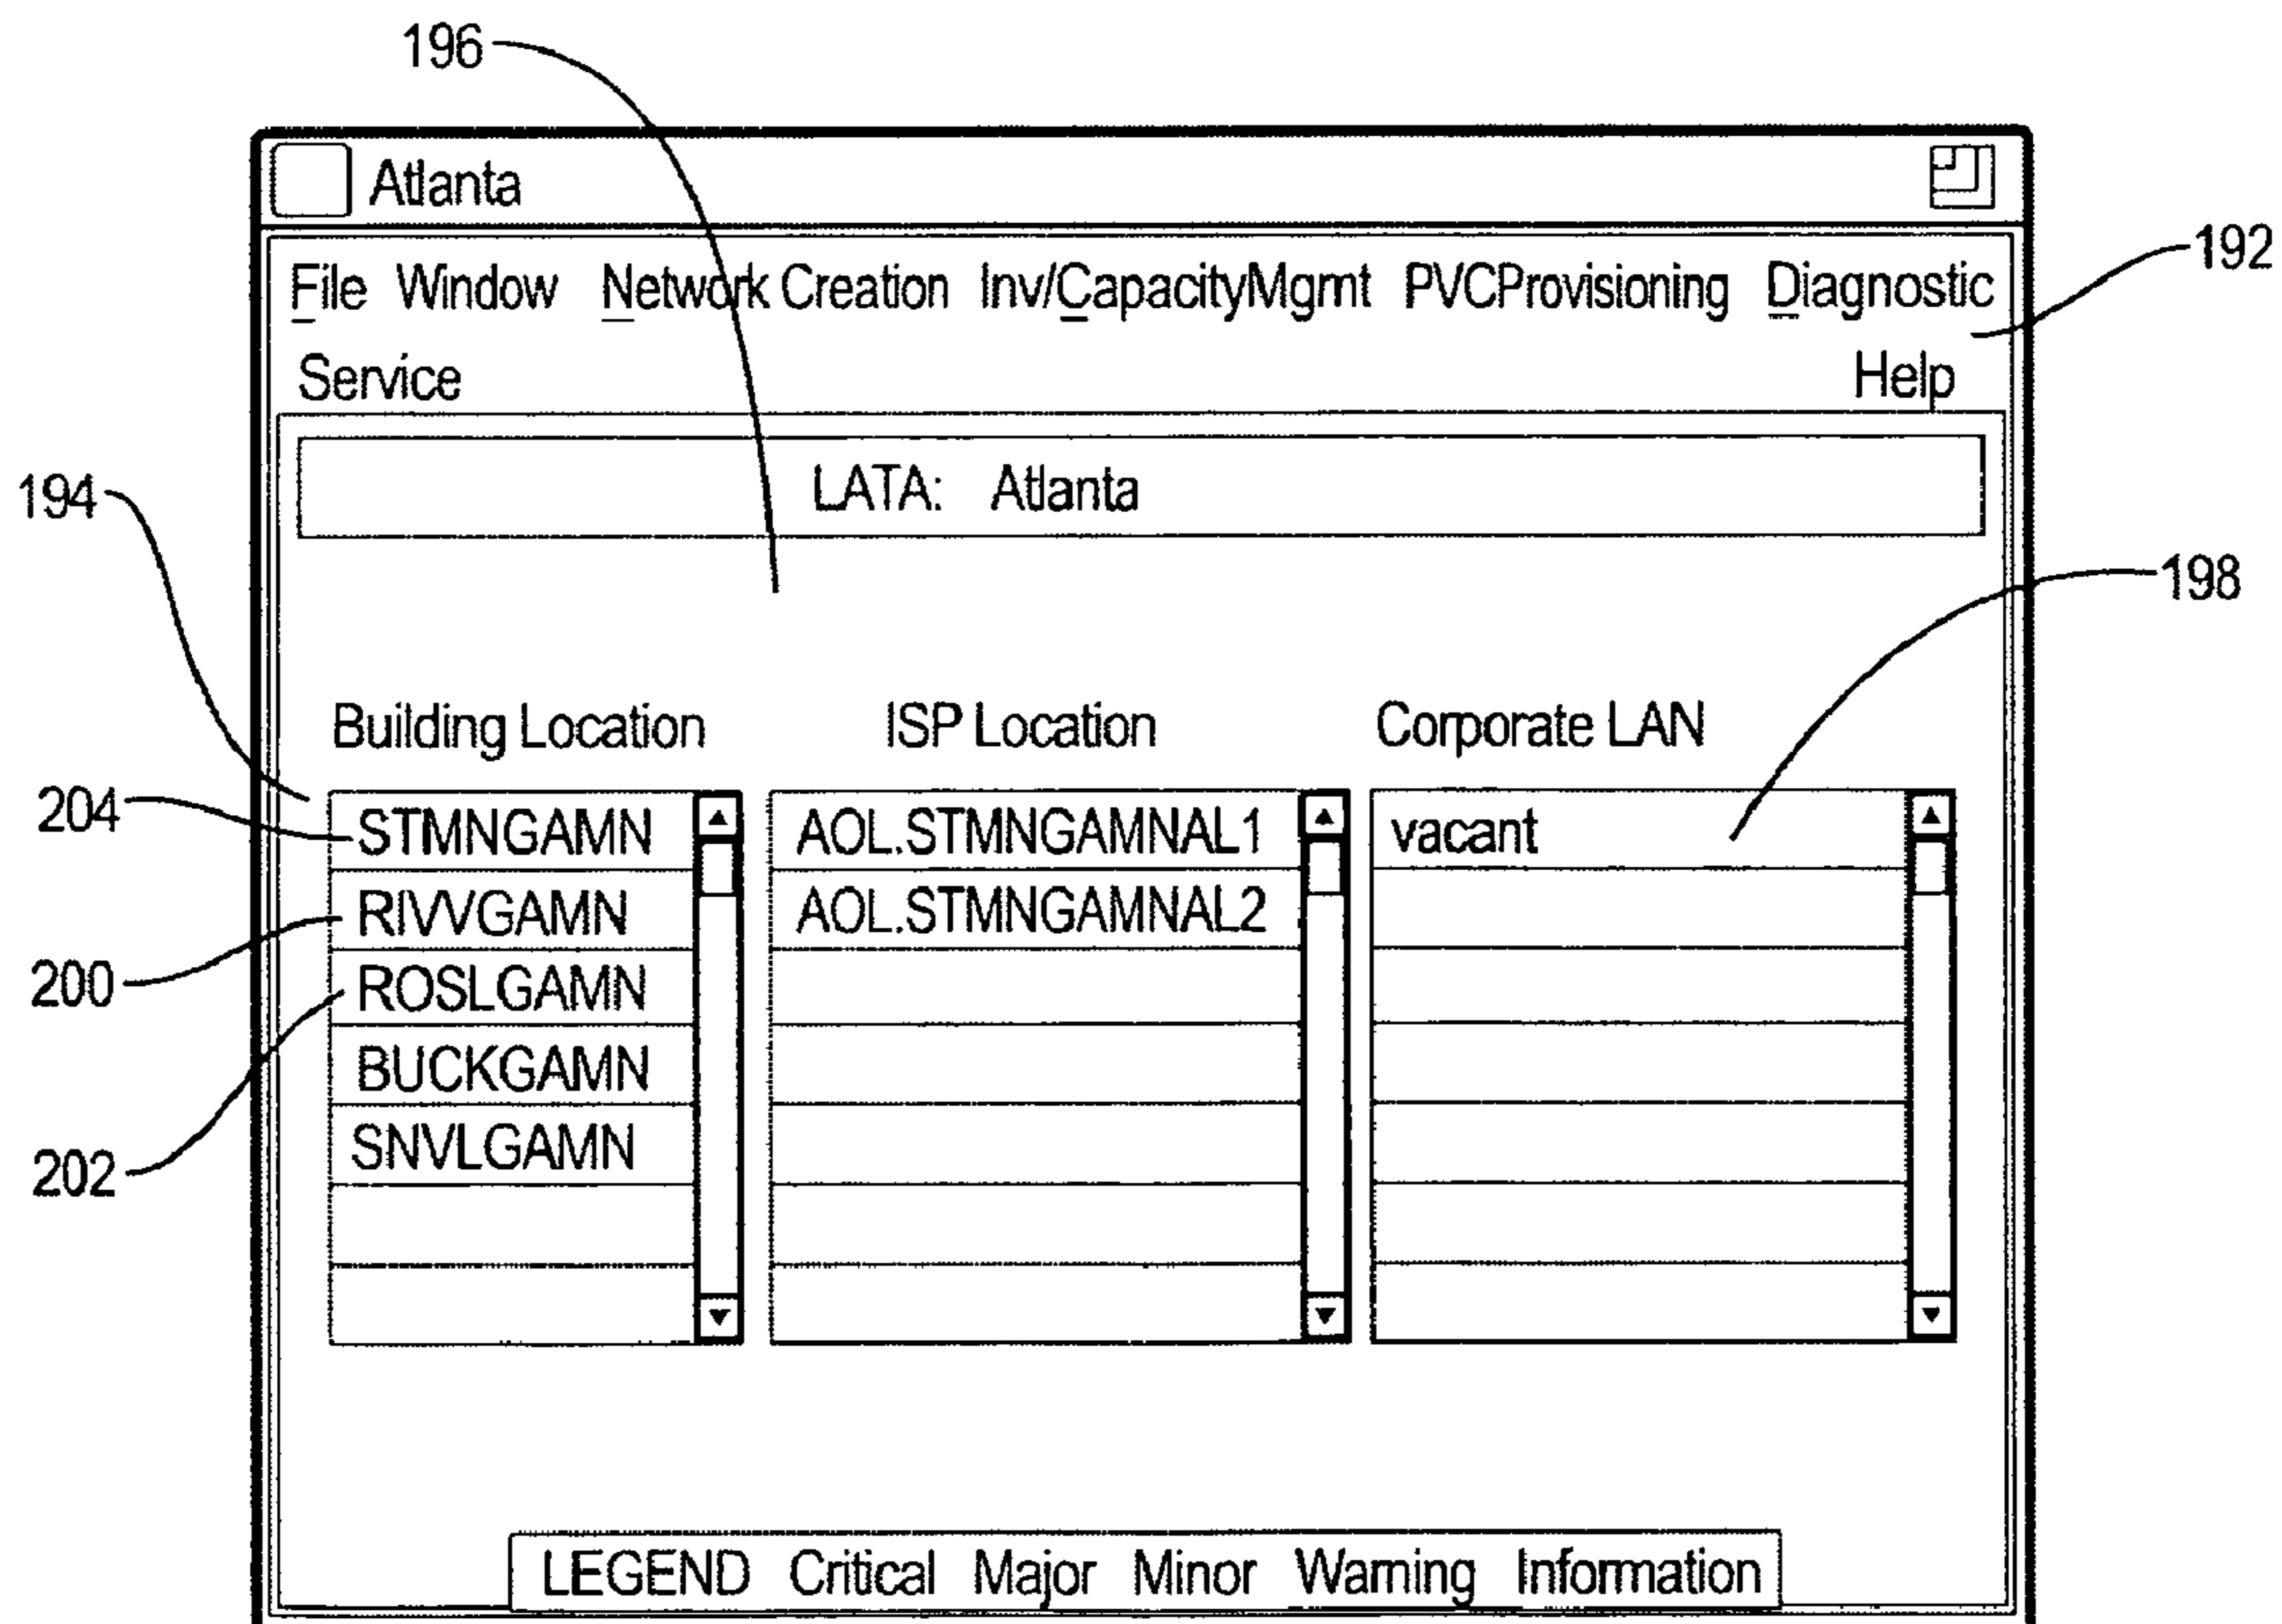 196
Atlanta
192
File Window Network Creation Inv/CapacityMgmt PVCProvisioning Diagnostic
Service Help
194
LATA: Atlanta
198
Building Location ISP Location Corporate LAN
204
STMNGAMN AOL.STMNGAMNAL1 vacant
RIVVGAMN AOL.STMNGAMNAL2
200
ROSLGAMN
BUCKGAMN
202
SNVLGAMN
LEGEND Critical Major Minor Warning Information